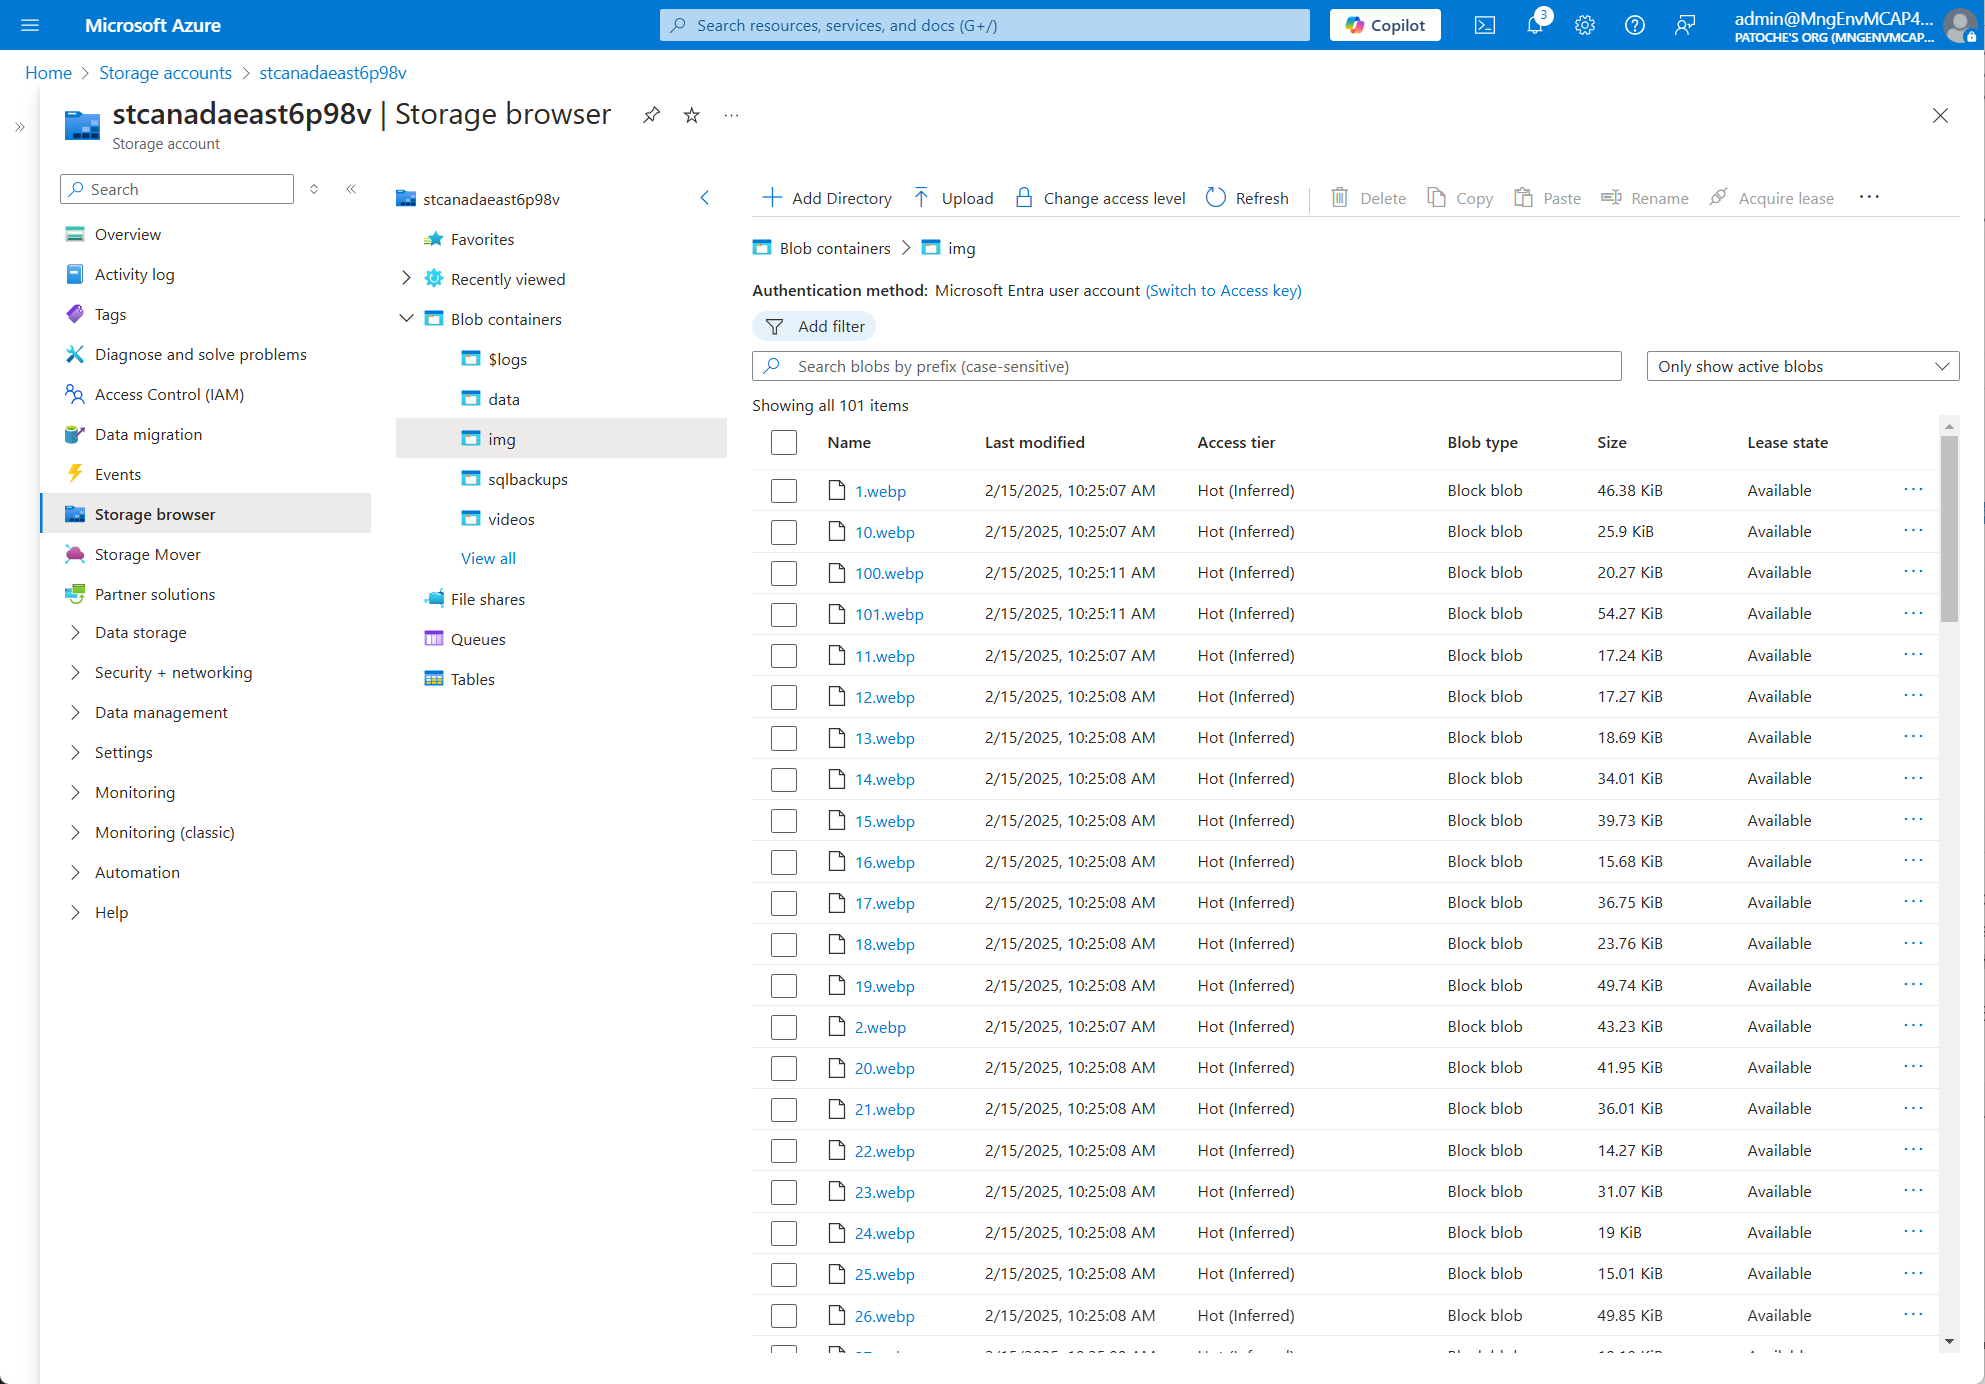 Microsoft Azure
Search resources, services, and docs (G+/)
Copilot
3
admin@MngEnvMCAP4...
PATOCHE'S ORG (MNGENVMCAP...
Home > Storage accounts > stcanadaeast6p98v
stcanadaeast6p98v | Storage browser
Storage account
Search
Overview
Activity log
Tags
Diagnose and solve problems
Access Control (IAM)
Data migration
Events
Storage browser
Storage Mover
Partner solutions
Data storage
Security + networking
Data management
Settings
Monitoring
Monitoring (classic)
Automation
Help
stcanadaeast6p98v
Favorites
Recently viewed
Blob containers
$logs
data
img
sqlbackups
videos
View all
File shares
Queues
Tables
Add Directory Upload Change access level Refresh Delete Copy Paste Rename Acquire lease
Blob containers > img
Authentication method: Microsoft Entra user account (Switch to Access key)
Add filter
Search blobs by prefix (case-sensitive)
Only show active blobs
Showing all 101 items
Name Last modified Access tier Blob type Size Lease state
1.webp 2/15/2025, 10:25:07 AM Hot (Inferred) Block blob 46.38 KiB Available
10.webp 2/15/2025, 10:25:07 AM Hot (Inferred) Block blob 25.9 KiB Available
100.webp 2/15/2025, 10:25:11 AM Hot (Inferred) Block blob 20.27 KiB Available
101.webp 2/15/2025, 10:25:11 AM Hot (Inferred) Block blob 54.27 KiB Available
11.webp 2/15/2025, 10:25:07 AM Hot (Inferred) Block blob 17.24 KiB Available
12.webp 2/15/2025, 10:25:08 AM Hot (Inferred) Block blob 17.27 KiB Available
13.webp 2/15/2025, 10:25:08 AM Hot (Inferred) Block blob 18.69 KiB Available
14.webp 2/15/2025, 10:25:08 AM Hot (Inferred) Block blob 34.01 KiB Available
15.webp 2/15/2025, 10:25:08 AM Hot (Inferred) Block blob 39.73 KiB Available
16.webp 2/15/2025, 10:25:08 AM Hot (Inferred) Block blob 15.68 KiB Available
17.webp 2/15/2025, 10:25:08 AM Hot (Inferred) Block blob 36.75 KiB Available
18.webp 2/15/2025, 10:25:08 AM Hot (Inferred) Block blob 23.76 KiB Available
19.webp 2/15/2025, 10:25:08 AM Hot (Inferred) Block blob 49.74 KiB Available
2.webp 2/15/2025, 10:25:07 AM Hot (Inferred) Block blob 43.23 KiB Available
20.webp 2/15/2025, 10:25:08 AM Hot (Inferred) Block blob 41.95 KiB Available
21.webp 2/15/2025, 10:25:08 AM Hot (Inferred) Block blob 36.01 KiB Available
22.webp 2/15/2025, 10:25:08 AM Hot (Inferred) Block blob 14.27 KiB Available
23.webp 2/15/2025, 10:25:08 AM Hot (Inferred) Block blob 31.07 KiB Available
24.webp 2/15/2025, 10:25:08 AM Hot (Inferred) Block blob 19 KiB Available
25.webp 2/15/2025, 10:25:08 AM Hot (Inferred) Block blob 15.01 KiB Available
26.webp 2/15/2025, 10:25:08 AM Hot (Inferred) Block blob 49.85 KiB Available